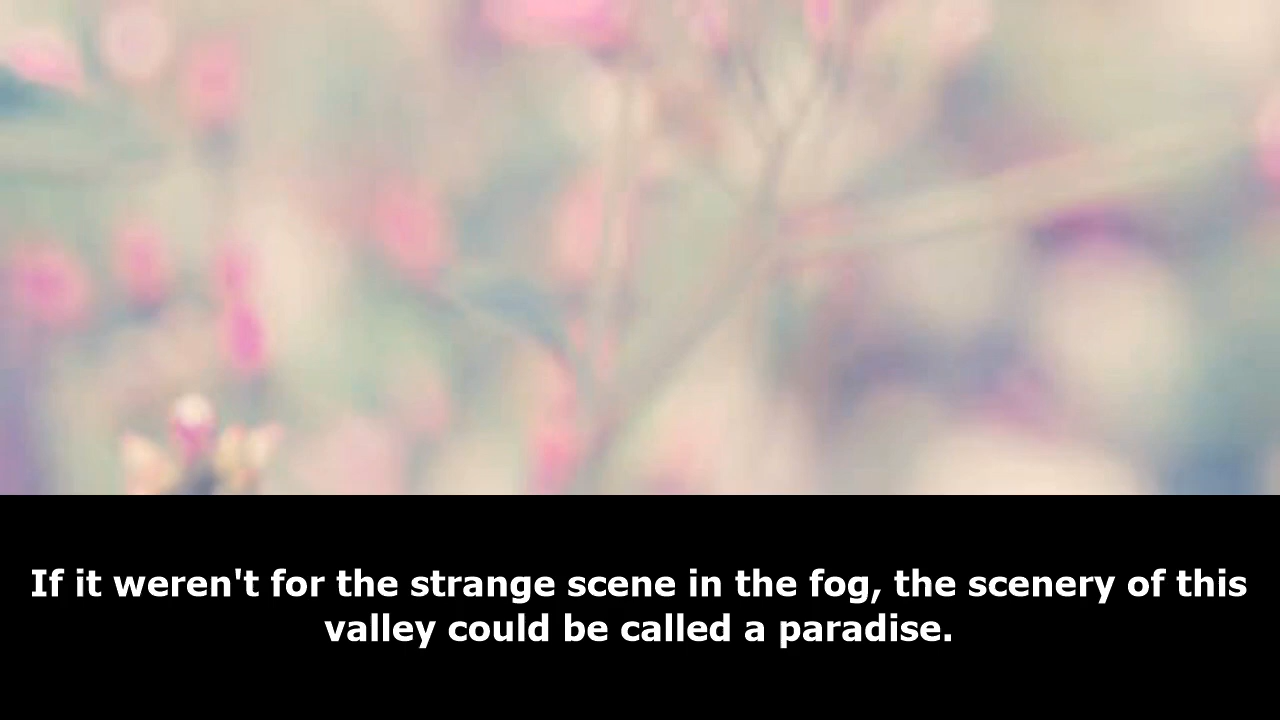 If it weren't for the strange scene in the fog, the scenery of this
valley could be called a paradise.